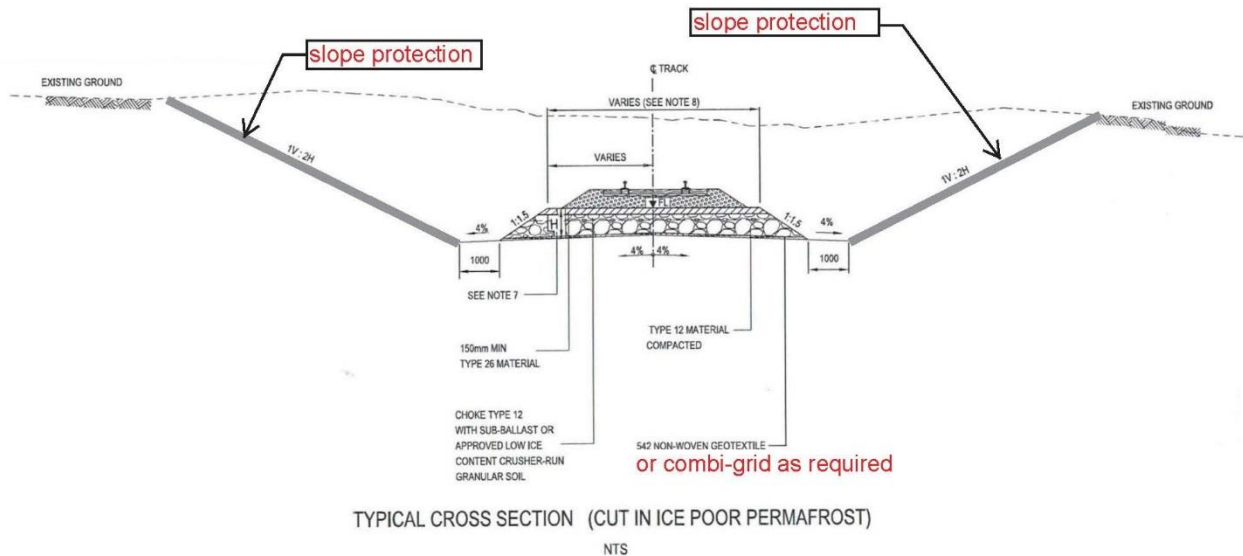 slope protection
slope protection
℄ TRACK
EXISTING GROUND
VARIES (SEE NOTE 8)
EXISTING GROUND
VARIES
1V : 2H
1V : 2H
1:1.5
H
1:1.5
4%
4%
4% 4%
1000
1000
SEE NOTE 7
TYPE 12 MATERIAL
COMPACTED
150mm MIN
TYPE 26 MATERIAL
CHOKE TYPE 12
WITH SUB-BALLAST OR
APPROVED LOW ICE
CONTENT CRUSHER-RUN
GRANULAR SOIL
542 NON-WOVEN GEOTEXTILE
or combi-grid as required
TYPICAL CROSS SECTION (CUT IN ICE POOR PERMAFROST)
NTS